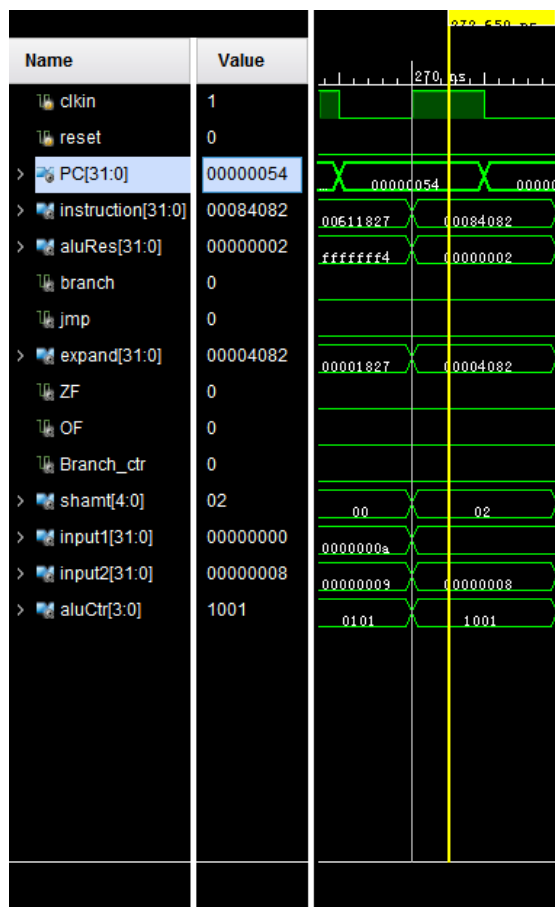 Name Value
clkin 1
reset 0
PC[31:0] 00000054 00000054 0000
instruction[31:0] 00084082 00611827 00084082
aluRes[31:0] 00000002 fffffff4 00000002
branch 0
jmp 0
expand[31:0] 00004082 00001827 00004082
ZF 0
OF 0
Branch_ctr 0
shamt[4:0] 02 00 02
input1[31:0] 00000000 0000000a
input2[31:0] 00000008 00000009 00000008
aluCtr[3:0] 1001 0101 1001
270 ns